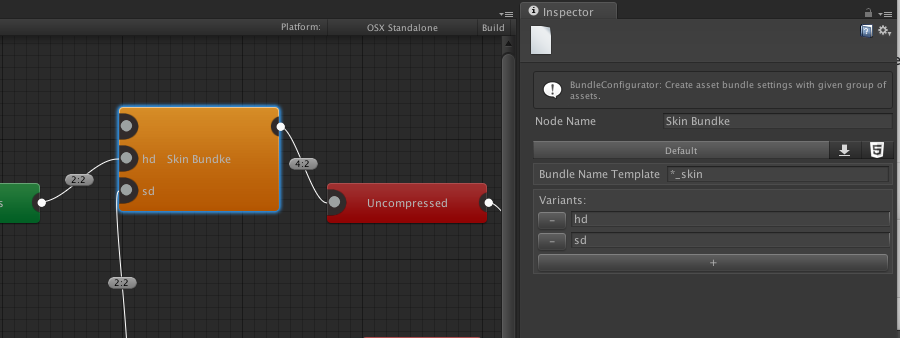 Inspector
Platform: OSX Standalone Build
BundleConfigurator: Create asset bundle settings with given group of
assets.
Node Name Skin Bundke
Default
Bundle Name Template *_skin
Variants:
- hd
- sd
+
hd Skin Bundke
sd
2:2
4:2
s
Uncompressed
2:2